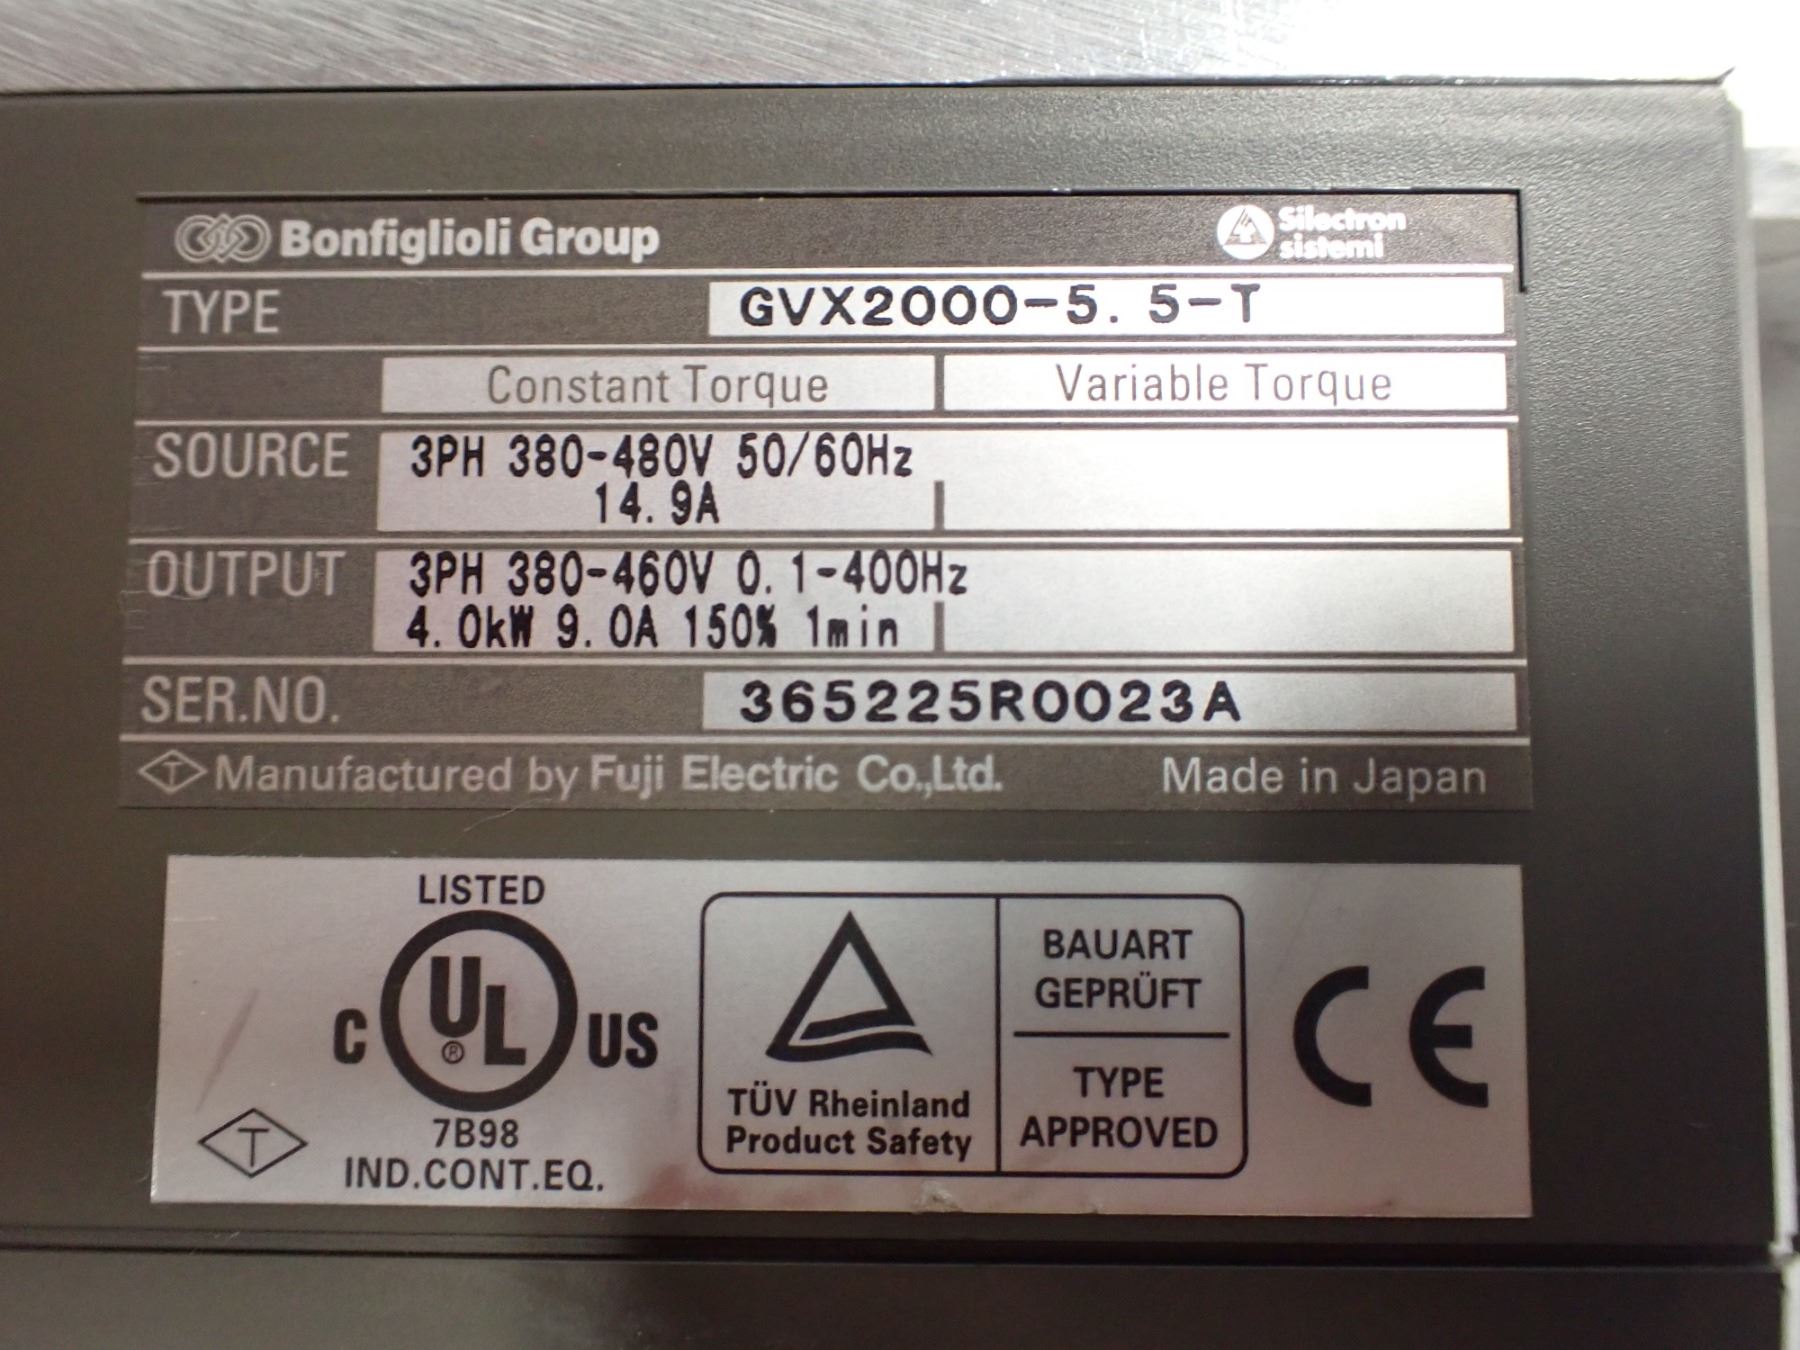 Bonfiglioli Group
Silectron
sistemi
TYPE GVX2000-5.5-T
Constant Torque Variable Torque
SOURCE 3PH 380-480V 50/60Hz
14.9A
OUTPUT 3PH 380-460V 0.1-400Hz
4.0kW 9.0A 150% 1min
SER.NO. 365225R0023A
T Manufactured by Fuji Electric Co.,Ltd. Made in Japan
LISTED
C UL® US
7B98
IND.CONT.EQ.
T
TÜV Rheinland
Product Safety
BAUART
GEPRÜFT
TYPE
APPROVED
CE